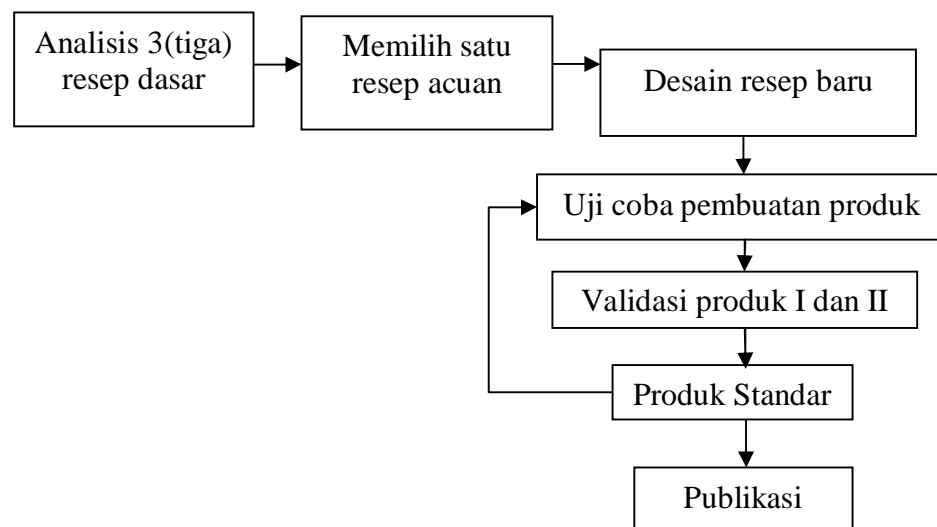 Analisis 3(tiga)
resep dasar
Memilih satu
resep acuan
Desain resep baru
Uji coba pembuatan produk
Validasi produk I dan II
Produk Standar
Publikasi